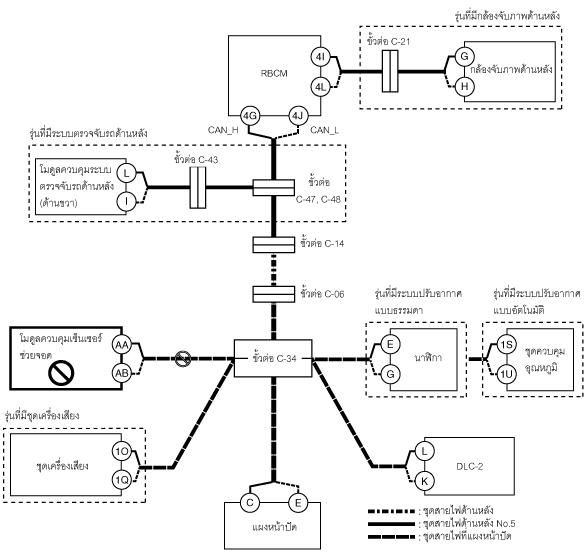 รุ่นที่มีกล้องจับภาพด้านหลัง
ขั้วต่อ C-21
RBCM
4I
4L
G
H
กล้องจับภาพด้านหลัง
4G
4J
CAN_H
CAN_L
รุ่นที่มีระบบตรวจจับรถด้านหลัง
ขั้วต่อ C-43
โมดูลควบคุมระบบ
ตรวจจับรถด้านหลัง
(ด้านขวา)
L
I
ขั้วต่อ
C-47, C-48
ขั้วต่อ C-14
ขั้วต่อ C-06
รุ่นที่มีระบบปรับอากาศ
แบบธรรมดา
รุ่นที่มีระบบปรับอากาศ
แบบอัตโนมัติ
โมดูลควบคุมเซ็นเซอร์
ช่วยจอด
AA
AB
ขั้วต่อ C-34
E
G
นาฬิกา
1S
1U
ชุดควบคุม
อุณหภูมิ
รุ่นที่มีชุดเครื่องเสียง
ชุดเครื่องเสียง
1O
1Q
L
K
DLC-2
C
E
แผงหน้าปัด
: ชุดสายไฟด้านหลัง
: ชุดสายไฟด้านหลัง No.5
: ชุดสายไฟที่แผงหน้าปัด